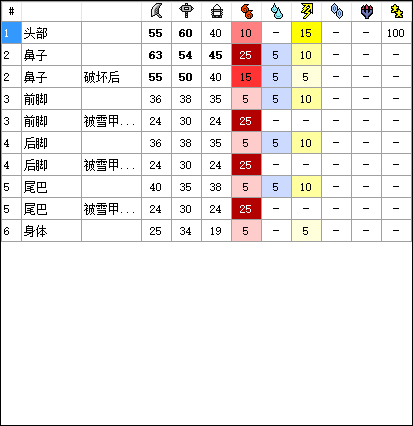 #
1 头部 55 60 40 10 – 15 – – 100
2 鼻子 63 54 45 25 5 10 – – –
2 鼻子 破坏后 55 50 40 15 5 5 – – –
3 前脚 36 38 35 5 5 10 – – –
3 前脚 被雪甲... 24 30 24 25 – – – – –
4 后脚 36 38 35 5 5 10 – – –
4 后脚 被雪甲... 24 30 24 25 – – – – –
5 尾巴 40 35 38 5 5 10 – – –
5 尾巴 被雪甲... 24 30 24 25 – – – – –
6 身体 25 34 19 5 – 5 – – –